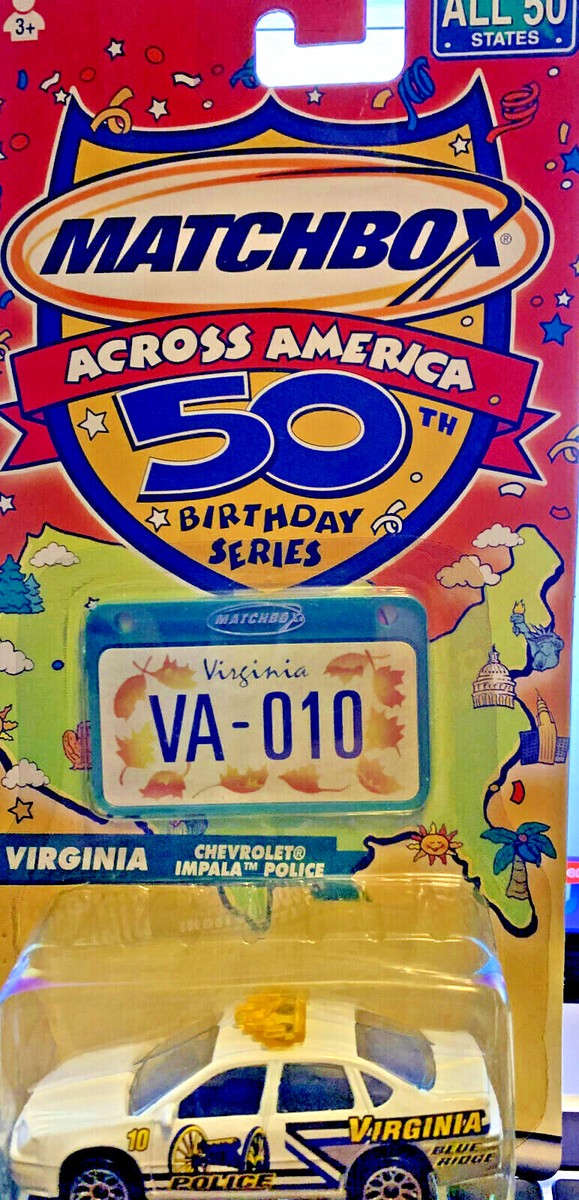 3+
ALL 50
STATES
MATCHBOX®
ACROSS AMERICA
50TH
BIRTHDAY
SERIES
MATCHBOX
Virginia
VA-010
VIRGINIA
CHEVROLET®
IMPALA™ POLICE
10
VIRGINIA
BLUE
RIDGE
POLICE